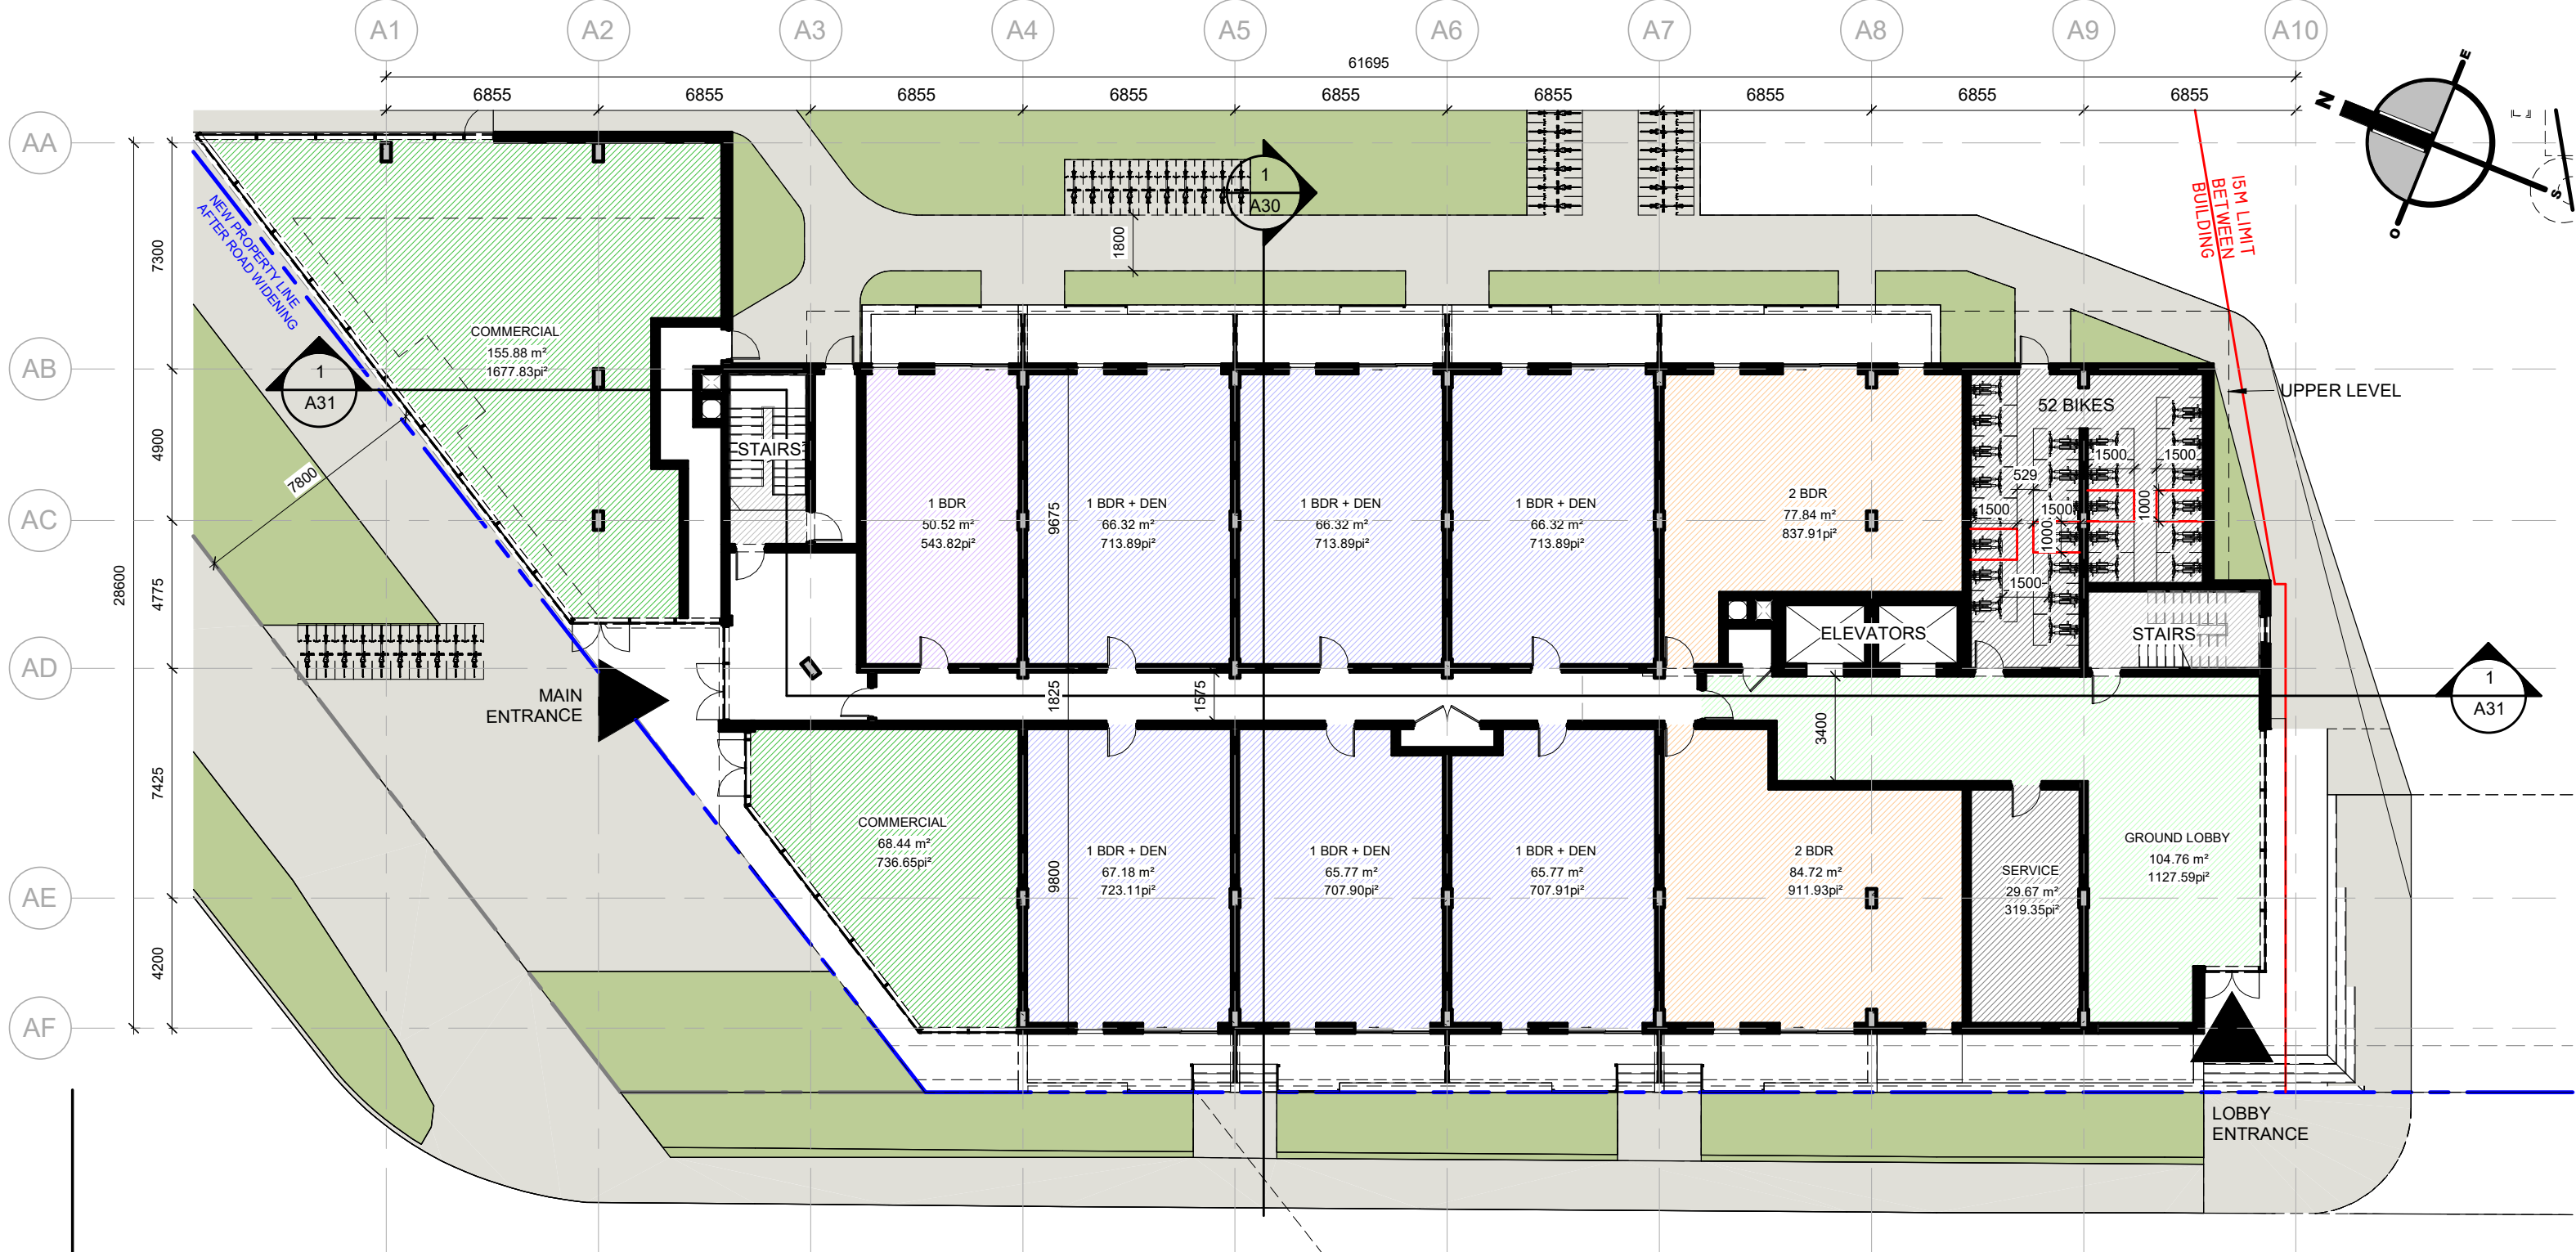 A1 A2 A3 A4 A5 A6 A7 A8 A9 A10
61695
6855 6855 6855 6855 6855 6855 6855 6855 6855
AA
AB
AC
AD
AE
AF
28600
7300
4900
4775
7425
4200
N
E
S
O
15M LIMIT
BETWEEN
BUILDING
1
A30
1800
NEW PROPERTY LINE
AFTER ROAD WIDENING
COMMERCIAL
155.88 m²
1677.83pi²
1
A31
7800
STAIRS
1 BDR
50.52 m²
543.82pi²
9675
1 BDR + DEN
66.32 m²
713.89pi²
1 BDR + DEN
66.32 m²
713.89pi²
1 BDR + DEN
66.32 m²
713.89pi²
2 BDR
77.84 m²
837.91pi²
52 BIKES
UPPER LEVEL
1500
1500
529
1500
1500
1000
1000
1500
ELEVATORS
STAIRS
MAIN
ENTRANCE
1825
1575
3400
1
A31
COMMERCIAL
68.44 m²
736.65pi²
9800
1 BDR + DEN
67.18 m²
723.11pi²
1 BDR + DEN
65.77 m²
707.90pi²
1 BDR + DEN
65.77 m²
707.91pi²
2 BDR
84.72 m²
911.93pi²
SERVICE
29.67 m²
319.35pi²
GROUND LOBBY
104.76 m²
1127.59pi²
LOBBY
ENTRANCE